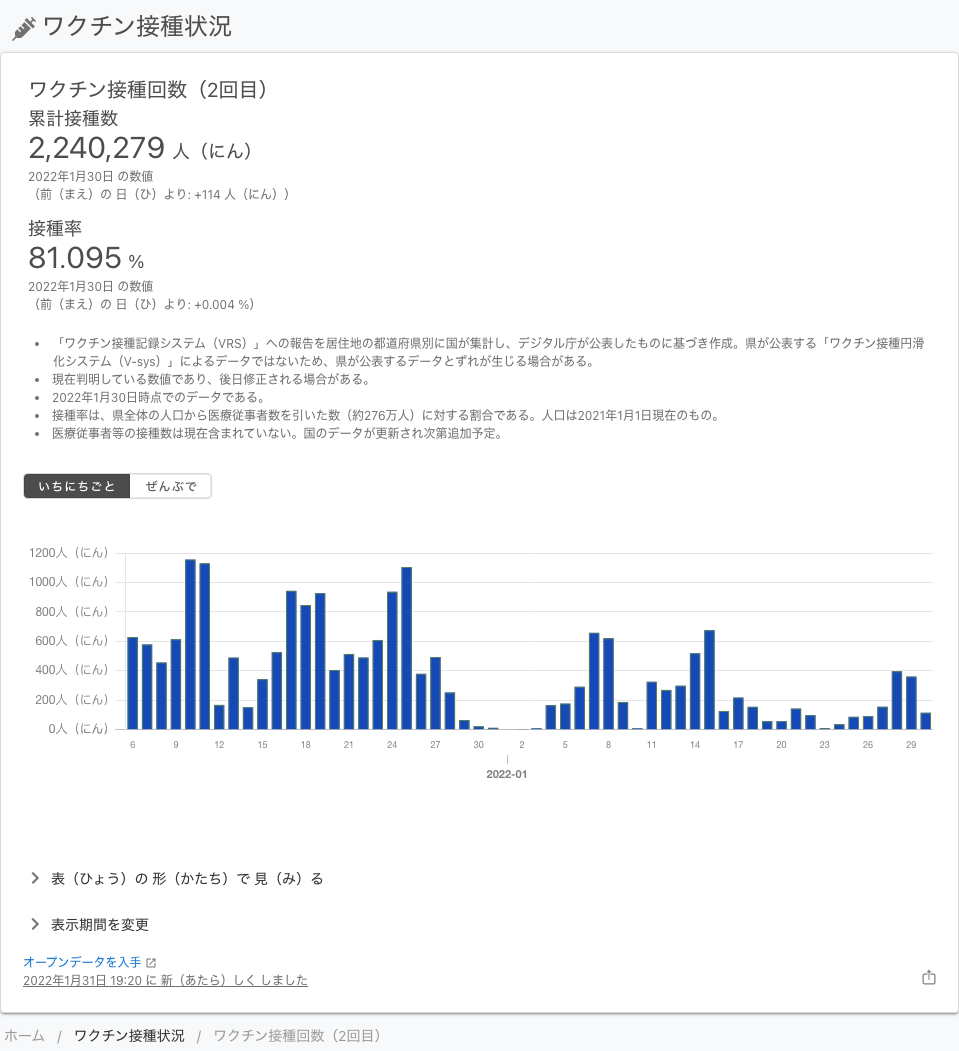 ワクチン接種状況
ワクチン接種回数（2回目）
累計接種数
2,240,279 人（にん）
2022年1月30日 の数値
（前（まえ）の 日（ひ）より: +114 人（にん））
接種率
81.095 %
2022年1月30日 の数値
（前（まえ）の 日（ひ）より: +0.004 %）
• 「ワクチン接種記録システム（VRS）」への報告を居住地の都道府県別に国が集計し、デジタル庁が公表したものに基づき作成。県が公表する「ワクチン接種円滑
化システム（V-sys）」によるデータではないため、県が公表するデータとずれが生じる場合がある。
• 現在判明している数値であり、後日修正される場合がある。
• 2022年1月30日時点でのデータである。
• 接種率は、県全体の人口から医療従事者数を引いた数（約276万人）に対する割合である。人口は2021年1月1日現在のもの。
• 医療従事者等の接種数は現在含まれていない。国のデータが更新され次第追加予定。
いちにちごと ぜんぶで
1200人（にん）
1000人（にん）
800人（にん）
600人（にん）
400人（にん）
200人（にん）
0人（にん）
6 9 12 15 18 21 24 27 30 2 5 8 11 14 17 20 23 26 29
2022-01
表（ひょう）の 形（かたち）で 見（み）る
表示期間を変更
オープンデータを入手
2022年1月31日 19:20 に 新（あたら）しく しました
ホーム / ワクチン接種状況 / ワクチン接種回数（2回目）